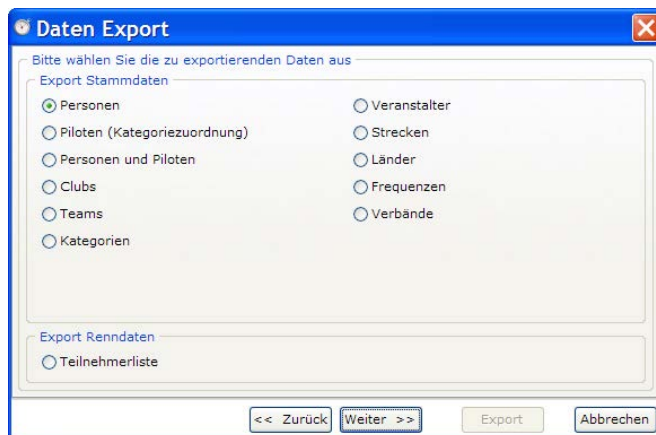 Daten Export
Bitte wählen Sie die zu exportierenden Daten aus
Export Stammdaten
Personen
Piloten (Kategoriezuordnung)
Personen und Piloten
Clubs
Teams
Kategorien
Veranstalter
Strecken
Länder
Frequenzen
Verbände
Export Renndaten
Teilnehmerliste
<< Zurück Weiter >> Export Abbrechen